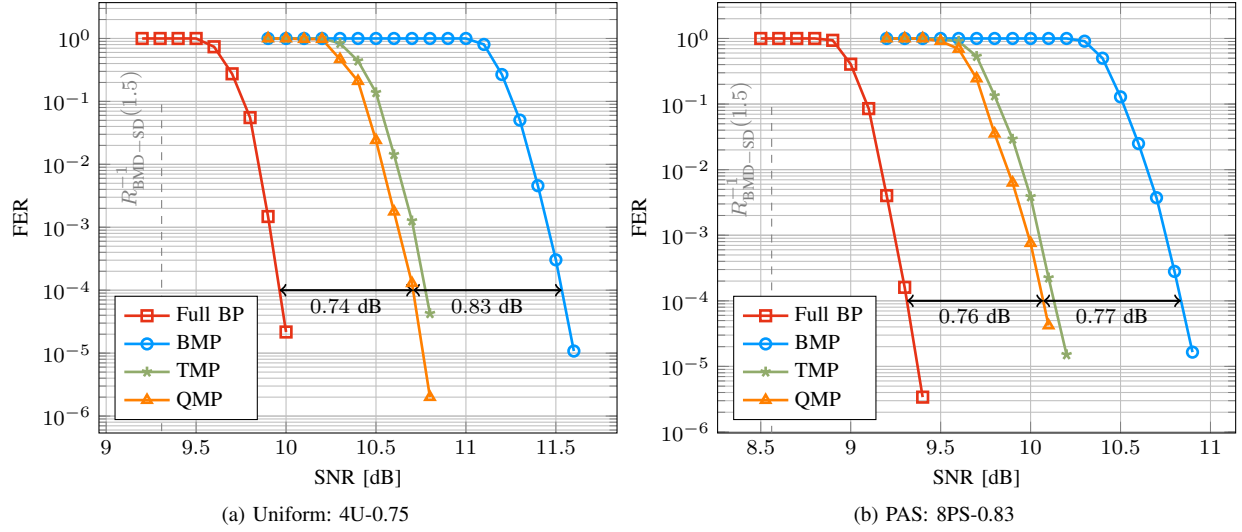 10^0
10^{-1}
10^{-2}
10^{-3}
10^{-4}
10^{-5}
10^{-6}
FER
R^{-1}_{BMD-SD}(1.5)
0.74 dB
0.83 dB
Full BP
BMP
TMP
QMP
9 9.5 10 10.5 11 11.5
SNR [dB]
(a) Uniform: 4U-0.75
10^0
10^{-1}
10^{-2}
10^{-3}
10^{-4}
10^{-5}
10^{-6}
FER
R^{-1}_{BMD-SD}(1.5)
0.76 dB
0.77 dB
Full BP
BMP
TMP
QMP
8.5 9 9.5 10 10.5 11
SNR [dB]
(b) PAS: 8PS-0.83